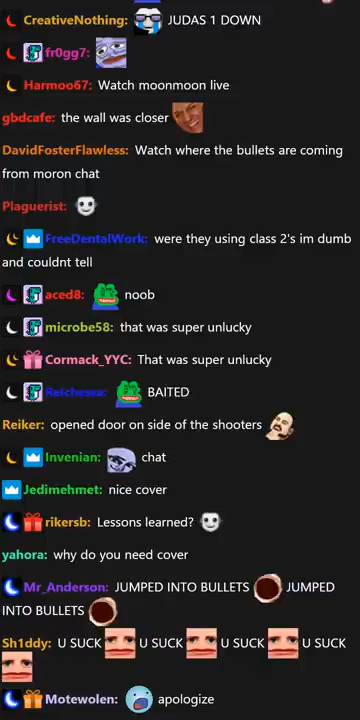 CreativeNothing: JUDAS 1 DOWN
fr0gg7:
Harmoo67: Watch moonmoon live
gbdcafe: the wall was closer
DavidFosterFlawless: Watch where the bullets are coming
from moron chat
Plaguerist:
FreeDentalWork: were they using class 2's im dumb
and couldnt tell
aced8: noob
microbe58: that was super unlucky
Cormack_YYC: That was super unlucky
Relchessa: BAITED
Reiker: opened door on side of the shooters
Invenian: chat
Jedimehmet: nice cover
rikersb: Lessons learned?
yahora: why do you need cover
Mr_Anderson: JUMPED INTO BULLETS JUMPED
INTO BULLETS
Sh1ddy: U SUCK U SUCK U SUCK U SUCK
Motewolen: apologize